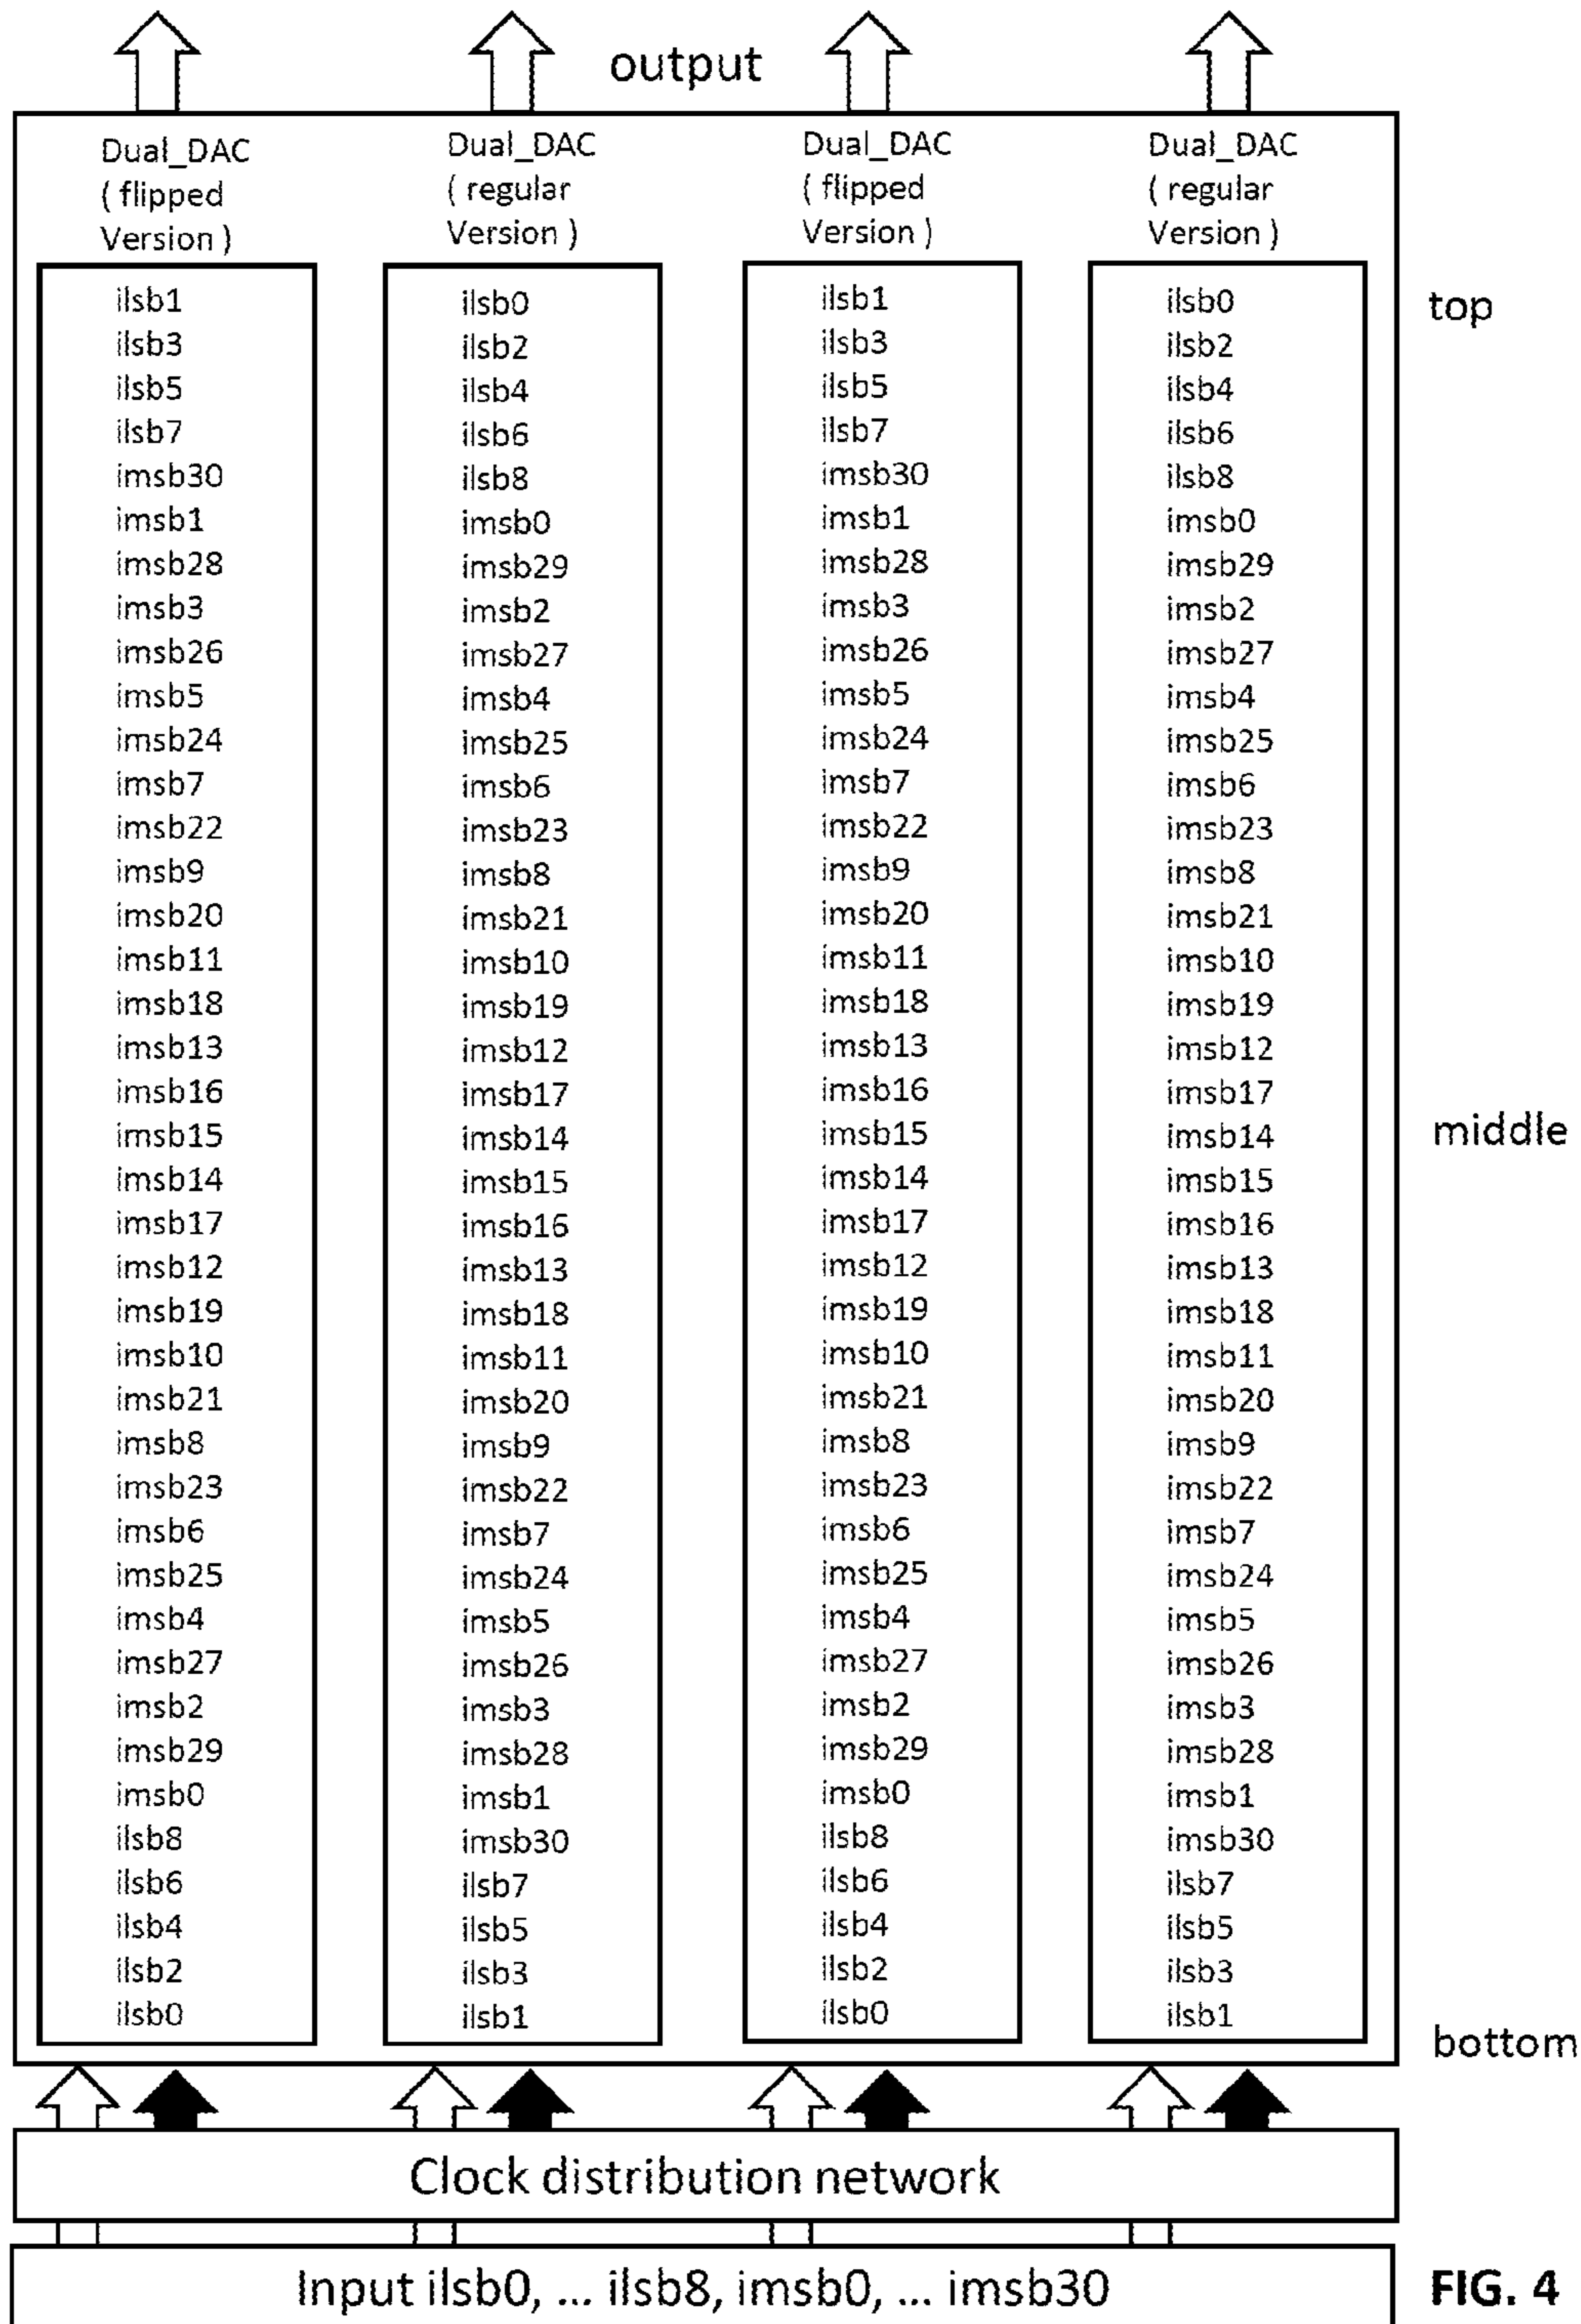 output
Dual_DAC
( flipped
Version )
ilsb1
ilsb3
ilsb5
ilsb7
imsb30
imsb1
imsb28
imsb3
imsb26
imsb5
imsb24
imsb7
imsb22
imsb9
imsb20
imsb11
imsb18
imsb13
imsb16
imsb15
imsb14
imsb17
imsb12
imsb19
imsb10
imsb21
imsb8
imsb23
imsb6
imsb25
imsb4
imsb27
imsb2
imsb29
imsb0
ilsb8
ilsb6
ilsb4
ilsb2
ilsb0
Dual_DAC
( regular
Version )
ilsb0
ilsb2
ilsb4
ilsb6
ilsb8
imsb0
imsb29
imsb2
imsb27
imsb4
imsb25
imsb6
imsb23
imsb8
imsb21
imsb10
imsb19
imsb12
imsb17
imsb14
imsb15
imsb16
imsb13
imsb18
imsb11
imsb20
imsb9
imsb22
imsb7
imsb24
imsb5
imsb26
imsb3
imsb28
imsb1
imsb30
ilsb7
ilsb5
ilsb3
ilsb1
Dual_DAC
( flipped
Version )
ilsb1
ilsb3
ilsb5
ilsb7
imsb30
imsb1
imsb28
imsb3
imsb26
imsb5
imsb24
imsb7
imsb22
imsb9
imsb20
imsb11
imsb18
imsb13
imsb16
imsb15
imsb14
imsb17
imsb12
imsb19
imsb10
imsb21
imsb8
imsb23
imsb6
imsb25
imsb4
imsb27
imsb2
imsb29
imsb0
ilsb8
ilsb6
ilsb4
ilsb2
ilsb0
Dual_DAC
( regular
Version )
ilsb0
ilsb2
ilsb4
ilsb6
ilsb8
imsb0
imsb29
imsb2
imsb27
imsb4
imsb25
imsb6
imsb23
imsb8
imsb21
imsb10
imsb19
imsb12
imsb17
imsb14
imsb15
imsb16
imsb13
imsb18
imsb11
imsb20
imsb9
imsb22
imsb7
imsb24
imsb5
imsb26
imsb3
imsb28
imsb1
imsb30
ilsb7
ilsb5
ilsb3
ilsb1
top
middle
bottom
Clock distribution network
Input ilsb0, ... ilsb8, imsb0, ... imsb30
FIG. 4